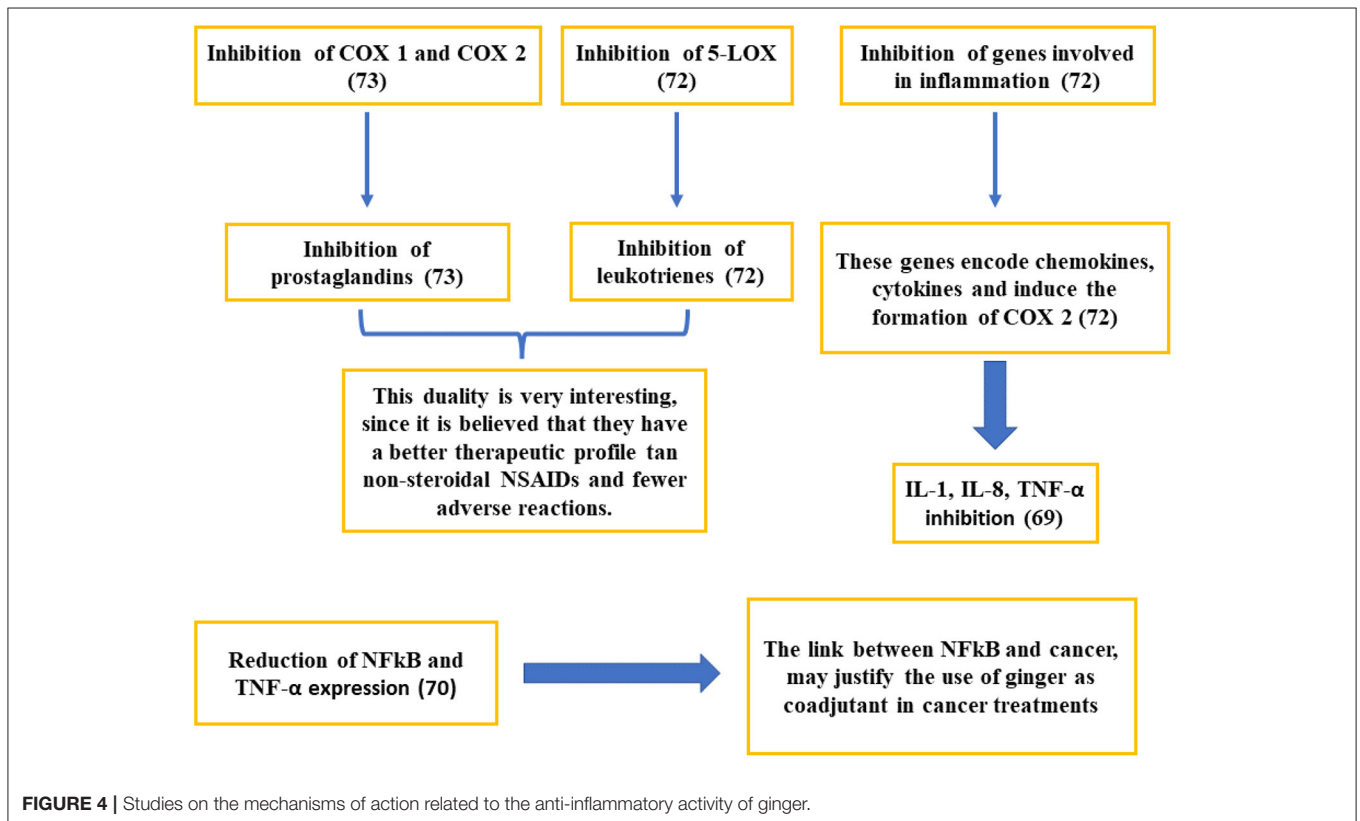 Inhibition of COX 1 and COX 2
(73)
Inhibition of 5-LOX
(72)
Inhibition of genes involved
in inflammation (72)
Inhibition of
prostaglandins (73)
Inhibition of
leukotrienes (72)
These genes encode chemokines,
cytokines and induce the
formation of COX 2 (72)
This duality is very interesting,
since it is believed that they have
a better therapeutic profile tan
non-steroidal NSAIDs and fewer
adverse reactions.
IL-1, IL-8, TNF-α
inhibition (69)
Reduction of NFkB and
TNF-α expression (70)
The link between NFkB and cancer,
may justify the use of ginger as
coadjutant in cancer treatments
FIGURE 4 | Studies on the mechanisms of action related to the anti-inflammatory activity of ginger.